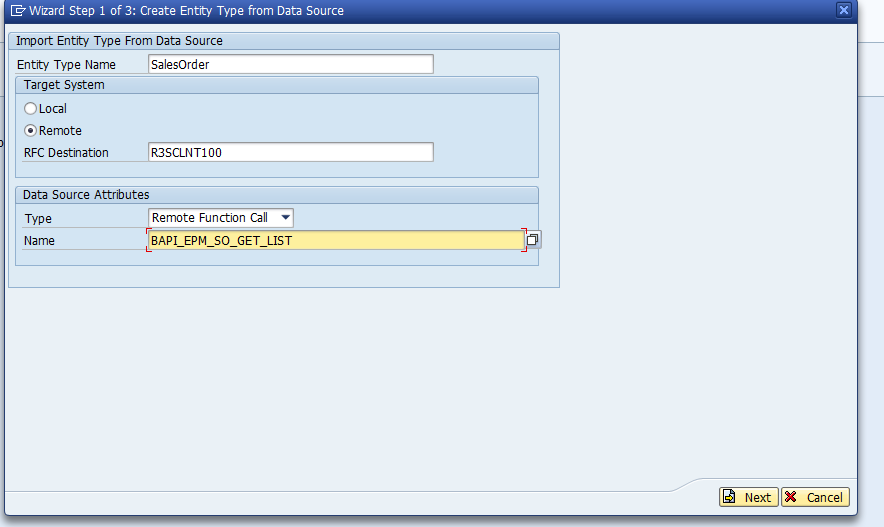 Wizard Step 1 of 3: Create Entity Type from Data Source
Import Entity Type From Data Source
Entity Type Name SalesOrder
Target System
Local
Remote
RFC Destination R3SCLNT100
Data Source Attributes
Type Remote Function Call
Name BAPI_EPM_SO_GET_LIST
Next Cancel